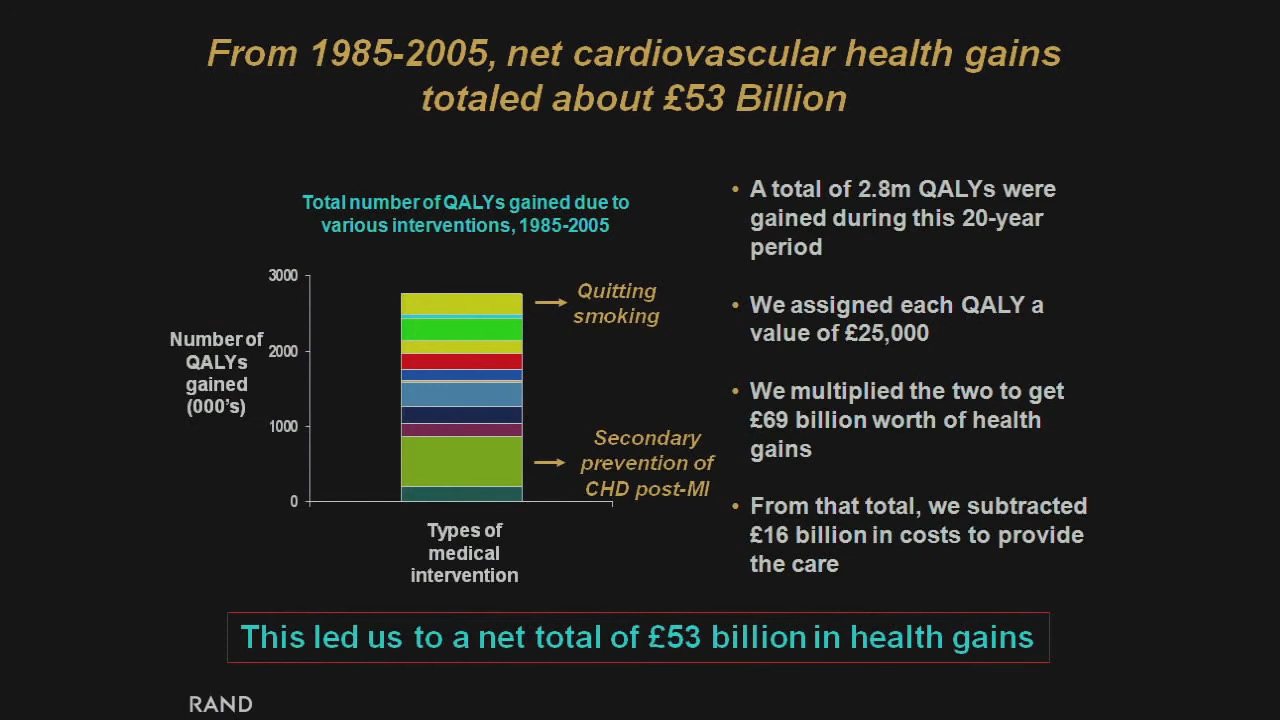 From 1985-2005, net cardiovascular health gains
totaled about £53 Billion
Total number of QALYs gained due to
various interventions, 1985-2005
3000
2000
1000
0
Number of
QALYs
gained
(000's)
Quitting
smoking
Secondary
prevention of
CHD post-MI
Types of
medical
intervention
• A total of 2.8m QALYs were
gained during this 20-year
period
• We assigned each QALY a
value of £25,000
• We multiplied the two to get
£69 billion worth of health
gains
• From that total, we subtracted
£16 billion in costs to provide
the care
This led us to a net total of £53 billion in health gains
RAND